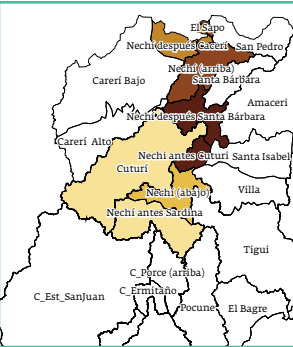 El Sapo
Nechí después Cacerí
San Pedro
Nechí (arriba)
Carerí Bajo
Santa Bárbara
Amaceri
Nechí después Santa Bárbara
Carerí Alto
Nechí antes Cuturí
Santa Isabel
Cuturí
Nechí (abajo)
Villa
Nechí antes Sardina
Tigui
C_Porce (arriba)
C_Est_SanJuan
C_Ermitaño
Pocune
El Bagre